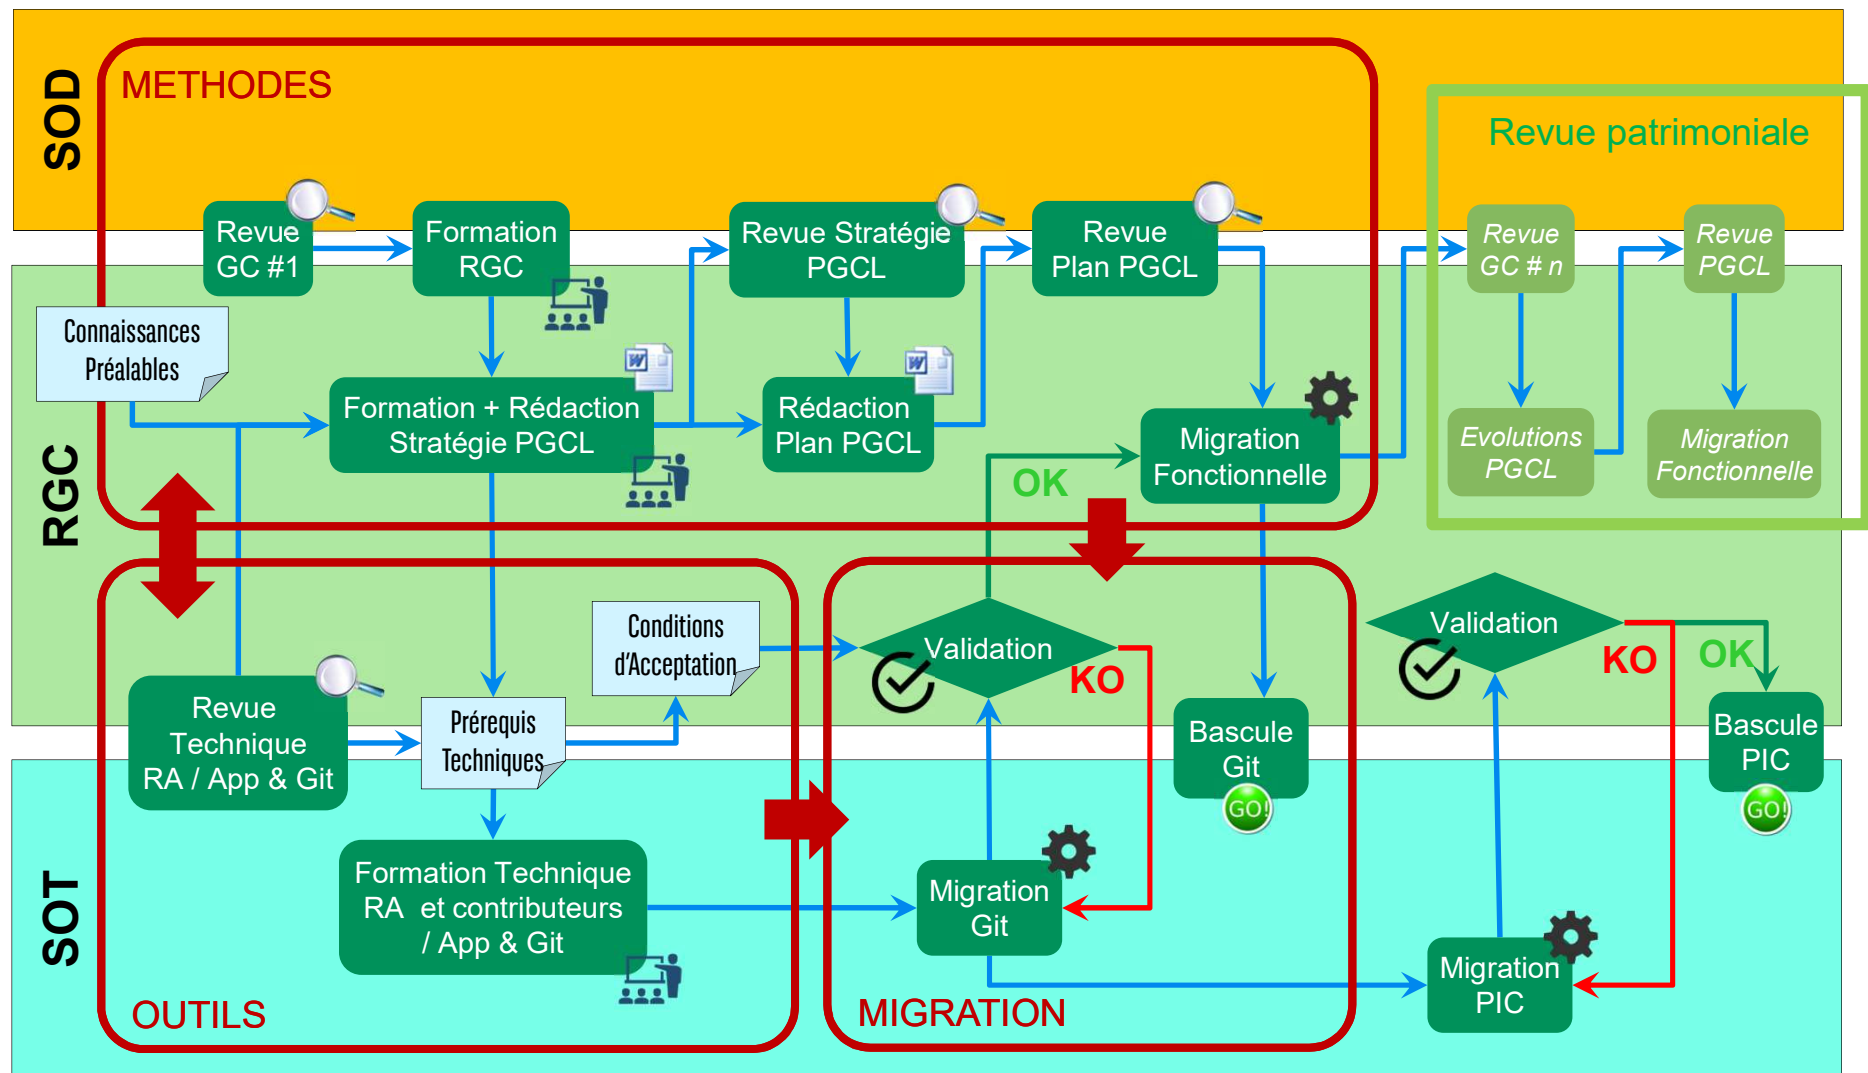 SOD
METHODES
Revue patrimoniale
Revue
GC #1
Formation
RGC
Revue Stratégie
PGCL
Revue
Plan PGCL
Revue
GC # n
Revue
PGCL
RGC
Connaissances
Préalables
Formation + Rédaction
Stratégie PGCL
Rédaction
Plan PGCL
OK
Migration
Fonctionnelle
Evolutions
PGCL
Migration
Fonctionnelle
Conditions
d'Acceptation
Validation
KO
Validation
KO
OK
Revue
Technique
RA / App & Git
Prérequis
Techniques
Bascule
Git
GO!
Bascule
PIC
GO!
SOT
Formation Technique
RA et contributeurs
/ App & Git
Migration
Git
Migration
PIC
OUTILS
MIGRATION
W
W